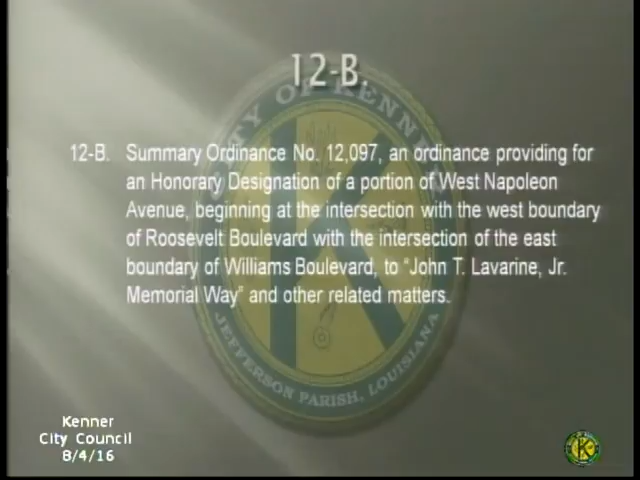 12-B.
12-B. Summary Ordinance No. 12,097, an ordinance providing for
an Honorary Designation of a portion of West Napoleon
Avenue, beginning at the intersection with the west boundary
of Roosevelt Boulevard with the intersection of the east
boundary of Williams Boulevard, to "John T. Lavarine, Jr.
Memorial Way" and other related matters.
CITY OF KENNER
JEFFERSON PARISH, LOUISIANA
Kenner
City Council
8/4/16
K